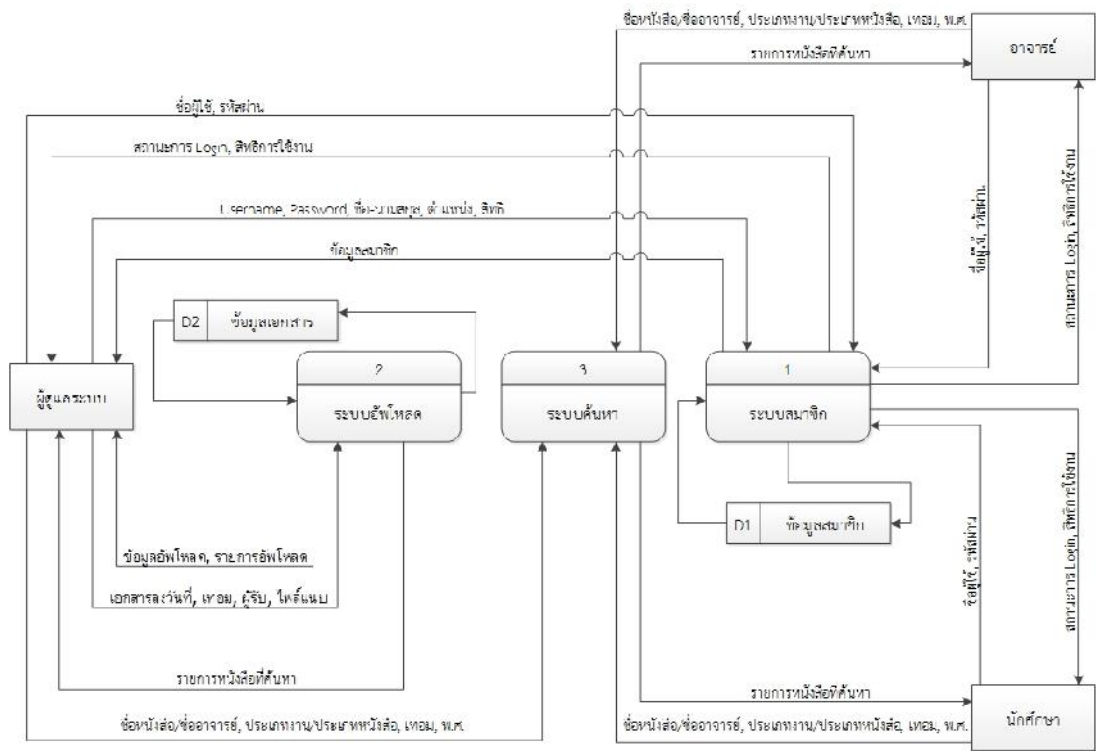 ชื่อหนังสือ/ชื่ออาจารย์, ประเภทงาน/ประเภทหนังสือ, เทอม, พ.ศ.
อาจารย์
รายการหนังสือที่ค้นหา
ชื่อผู้ใช้, รหัสผ่าน
สถานะการ Login, สิทธิการใช้งาน
Username, Password, ชื่อ-นามสกุล, ตำแหน่ง, สิทธิ
ข้อมูลสมาชิก
ชื่อผู้ใช้, รหัสผ่าน
สถานะการ Login, สิทธิการใช้งาน
D2 ข้อมูลเอกสาร
ผู้ดูแลระบบ
2
ระบบอัพโหลด
3
ระบบค้นหา
1
ระบบสมาชิก
D1 ข้อมูลสมาชิก
ชื่อผู้ใช้, รหัสผ่าน
สถานะการ Login, สิทธิการใช้งาน
ข้อมูลอัพโหลด, รายการอัพโหลด
เอกสารลงวันที่, เทอม, ผู้รับ, ไฟล์แนบ
รายการหนังสือที่ค้นหา
รายการหนังสือที่ค้นหา
นักศึกษา
ชื่อหนังสือ/ชื่ออาจารย์, ประเภทงาน/ประเภทหนังสือ, เทอม, พ.ศ.
ชื่อหนังสือ/ชื่ออาจารย์, ประเภทงาน/ประเภทหนังสือ, เทอม, พ.ศ.